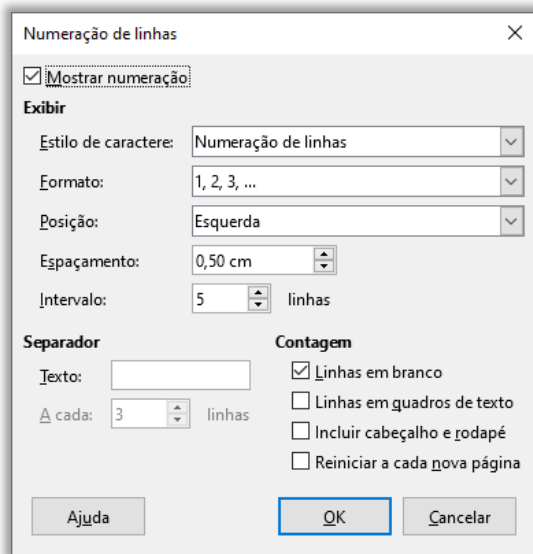 Numeração de linhas
Mostrar numeração
Exibir
Estilo de caractere: Numeração de linhas
Formato: 1, 2, 3, ...
Posição: Esquerda
Espaçamento: 0,50 cm
Intervalo: 5 linhas
Separador
Texto:
A cada: 3 linhas
Contagem
Linhas em branco
Linhas em quadros de texto
Incluir cabeçalho e rodapé
Reiniciar a cada nova página
Ajuda
OK
Cancelar